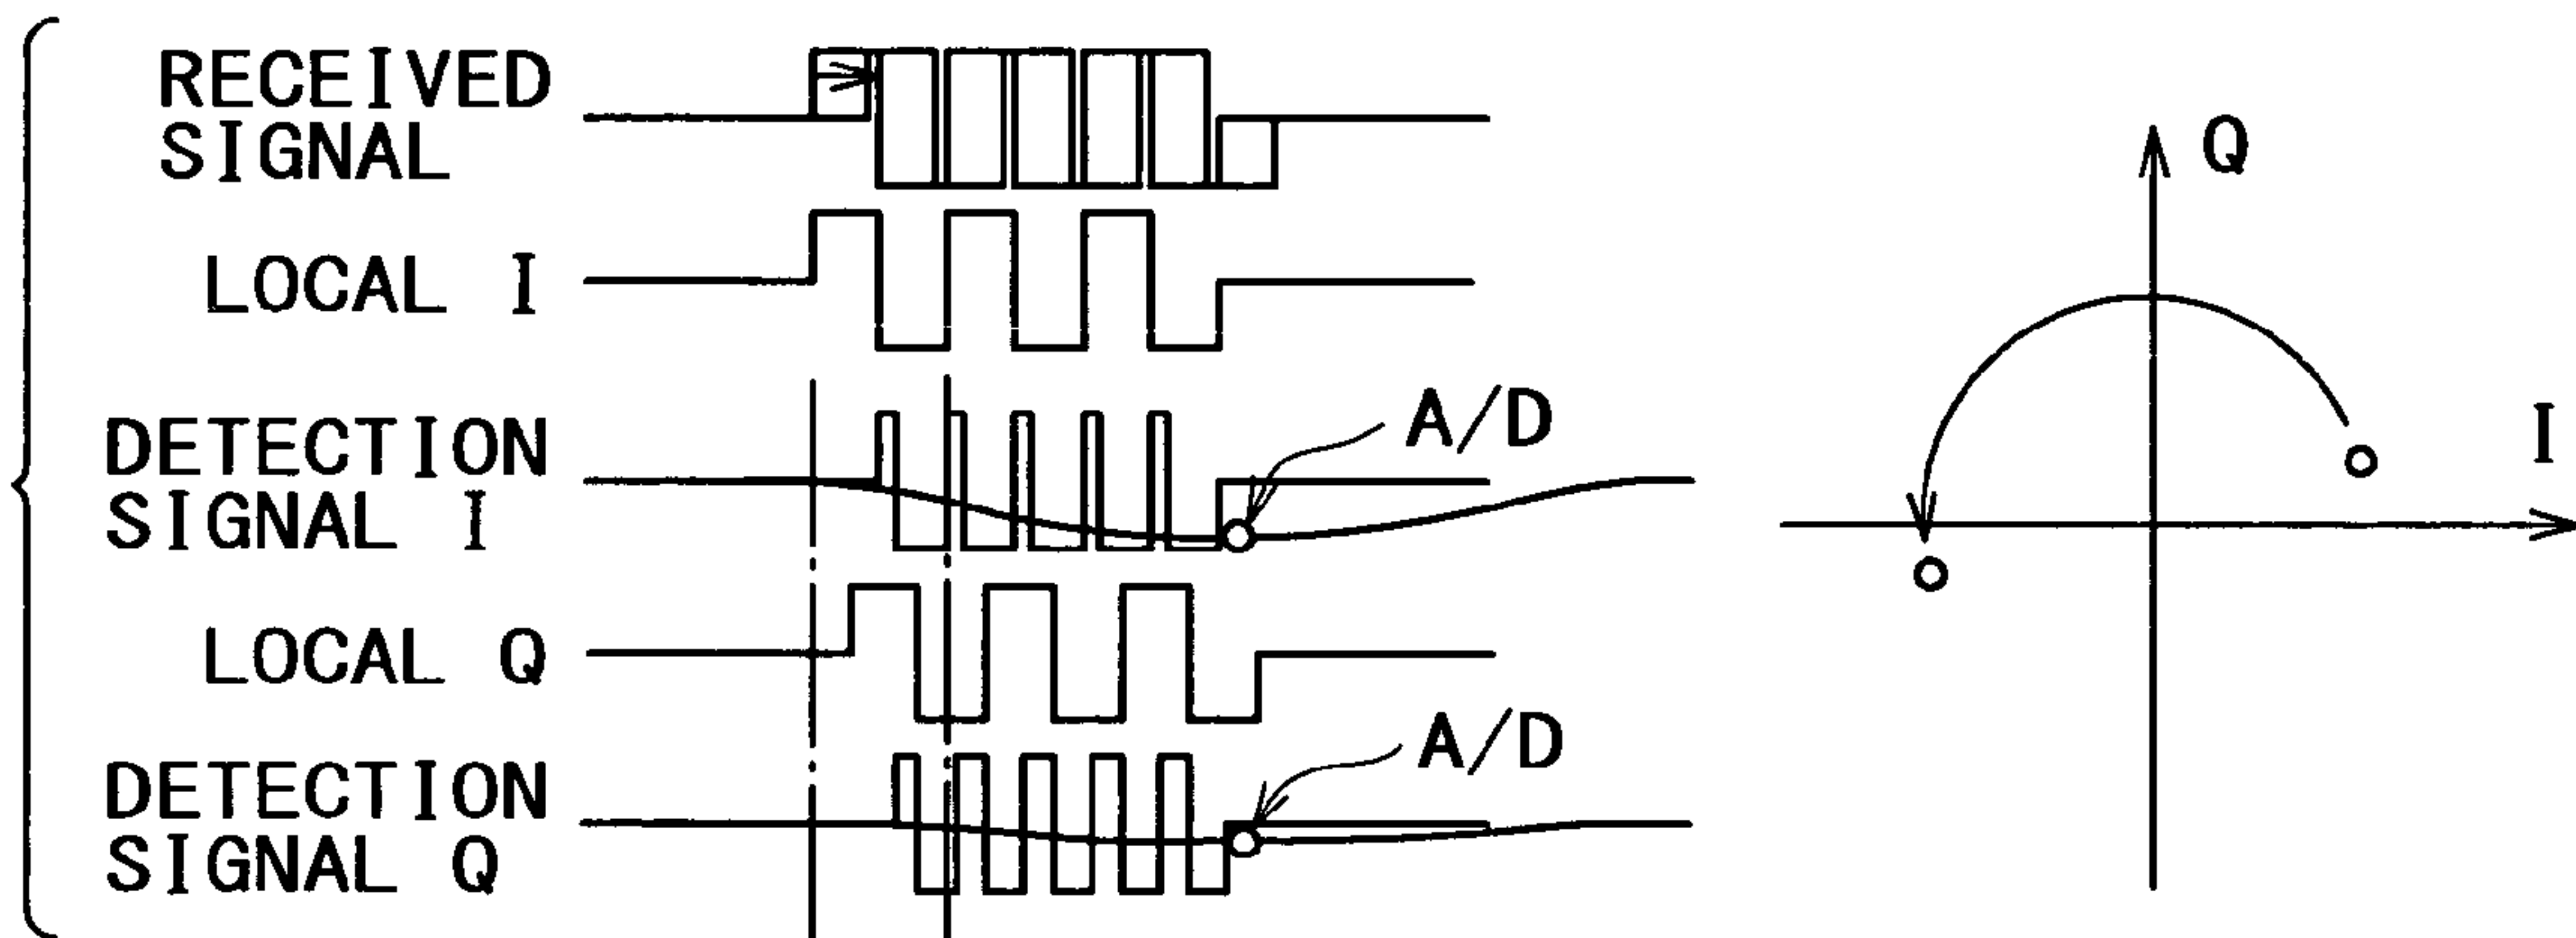 RECEIVED
SIGNAL
LOCAL I
DETECTION
SIGNAL I
A/D
LOCAL Q
DETECTION
SIGNAL Q
A/D
Q
I